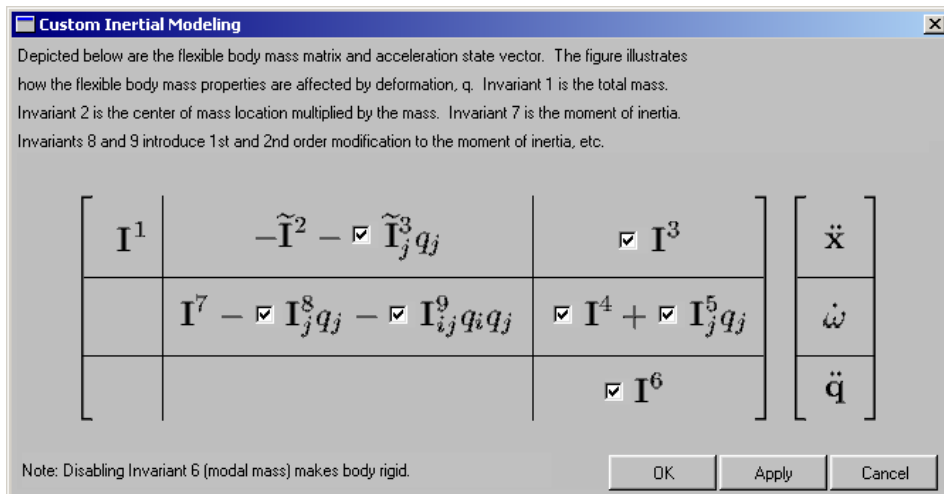 Custom Inertial Modeling
Depicted below are the flexible body mass matrix and acceleration state vector. The figure illustrates
how the flexible body mass properties are affected by deformation, q. Invariant 1 is the total mass.
Invariant 2 is the center of mass location multiplied by the mass. Invariant 7 is the moment of inertia.
Invariants 8 and 9 introduce 1st and 2nd order modification to the moment of inertia, etc.
I¹ −Ĩ² − ☑ Ĩ³ⱼqⱼ ☑ I³ ẍ
I⁷ − ☑ I⁸ⱼqⱼ − ☑ I⁹ᵢⱼqᵢqⱼ ☑ I⁴ + ☑ I⁵ⱼqⱼ ω̇
☑ I⁶ q̈
Note: Disabling Invariant 6 (modal mass) makes body rigid.
OK Apply Cancel